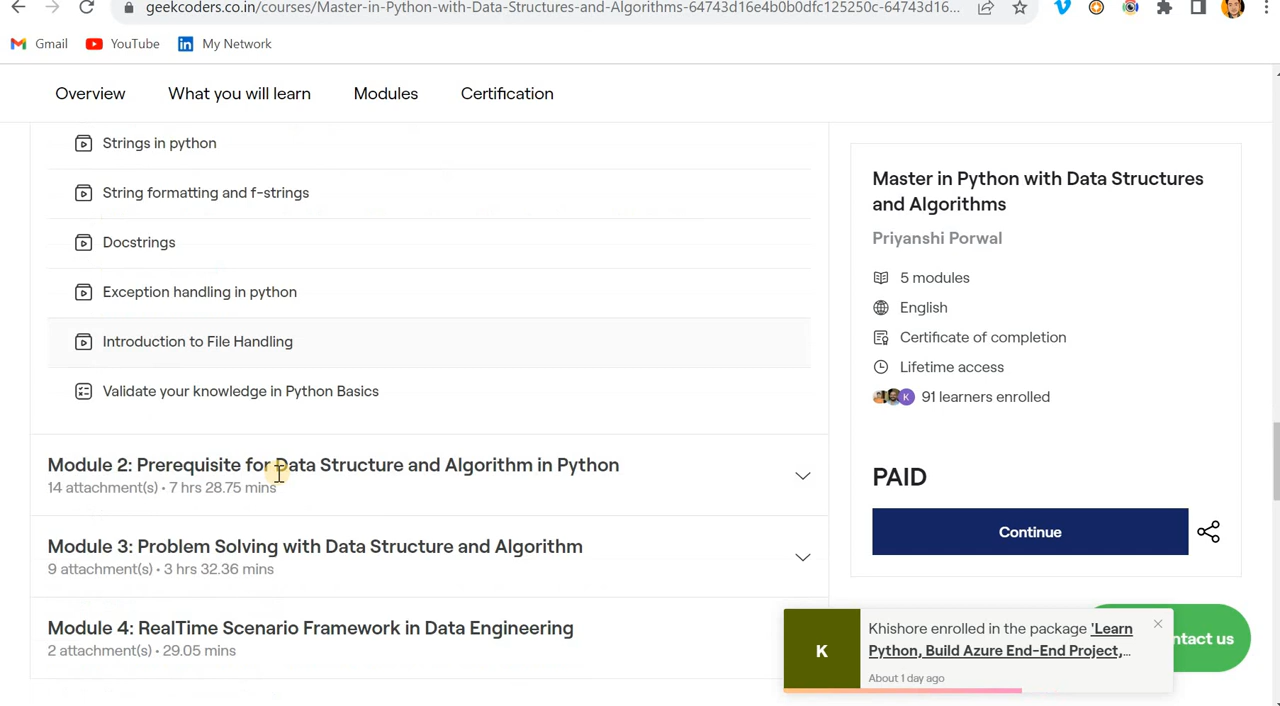 geekcoders.co.in/courses/Master-in-Python-with-Data-Structures-and-Algorithms-64743d16e4b0b0dfc125250c-64743d16...
Gmail
YouTube
My Network
Overview
What you will learn
Modules
Certification
Strings in python
String formatting and f-strings
Docstrings
Exception handling in python
Introduction to File Handling
Validate your knowledge in Python Basics
Module 2: Prerequisite for Data Structure and Algorithm in Python
14 attachment(s) • 7 hrs 28.75 mins
Module 3: Problem Solving with Data Structure and Algorithm
9 attachment(s) • 3 hrs 32.36 mins
Module 4: RealTime Scenario Framework in Data Engineering
2 attachment(s) • 29.05 mins
Master in Python with Data Structures
and Algorithms
Priyanshi Porwal
5 modules
English
Certificate of completion
Lifetime access
K
91 learners enrolled
PAID
Continue
K
Khishore enrolled in the package 'Learn
Python, Build Azure End-End Project,...
About 1 day ago
ntact us